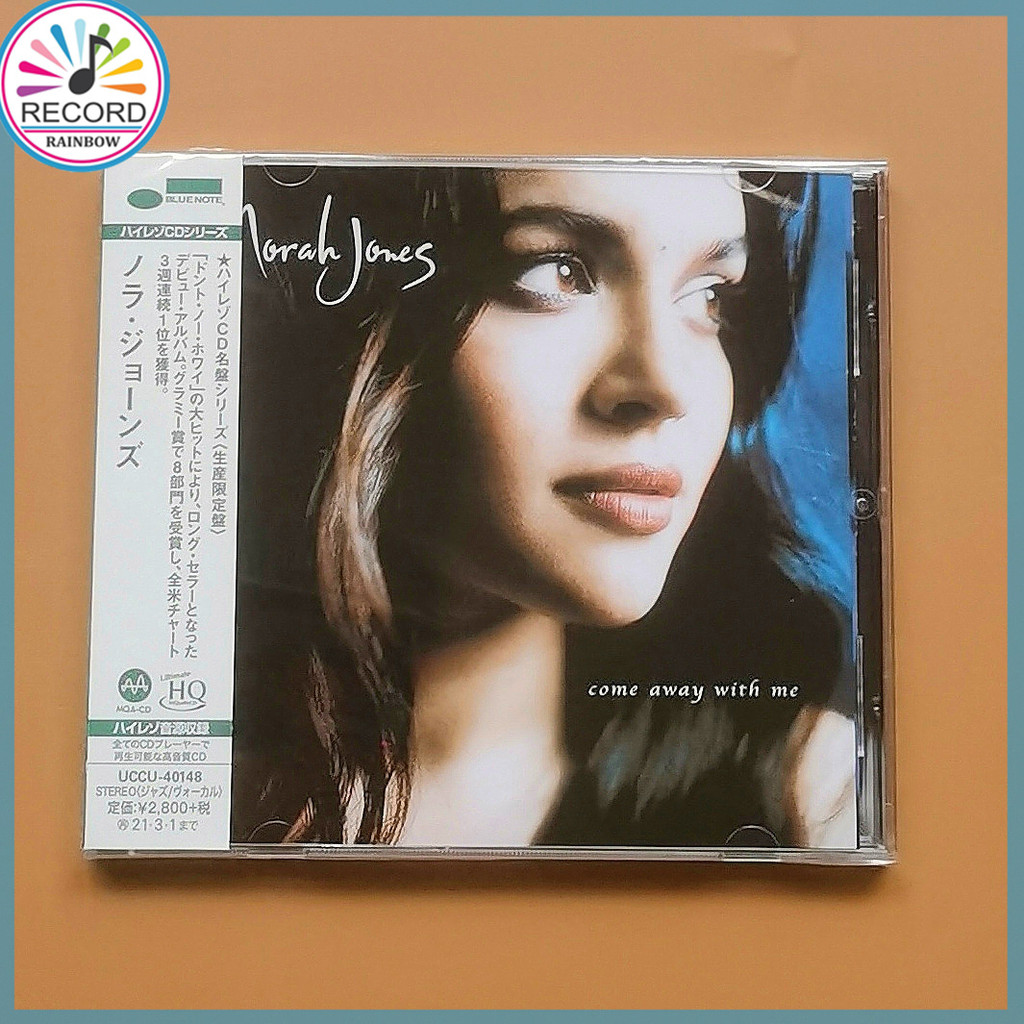 RECORD
RAINBOW
BLUE NOTE
ハイレゾCDシリーズ
ノラ・ジョーンズ
★ハイレゾCD名盤シリーズ〈生産限定盤〉
「ドント・ノー・ホワイ」の大ヒットにより、ロング・セラーとなった
デビュー・アルバム。グラミー賞で8部門を受賞し、全米チャート
3週連続1位を獲得。
MQA-CD
Ultimate
HQ
ハイレゾ音源収録
全てのCDプレーヤーで
再生可能な高音質CD
UCCU-40148
STEREO(ジャズ/ヴォーカル)
定価:¥2,800+税
21・3・1まで
Norah Jones
come away with me